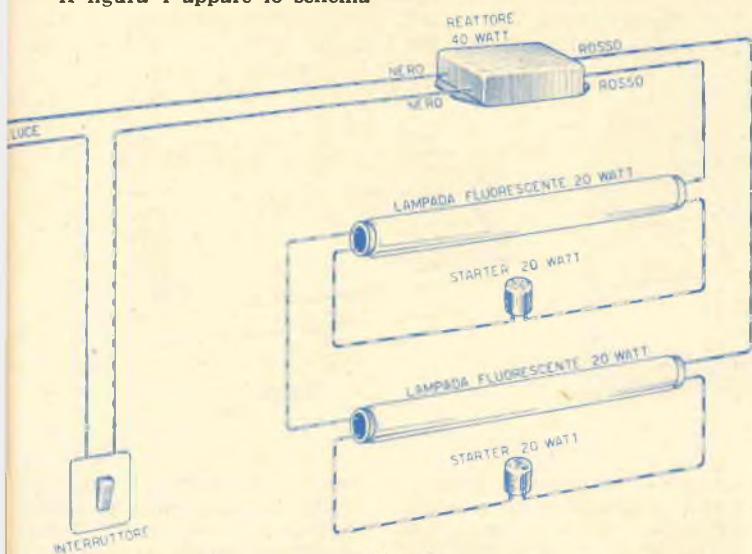 A figura 1 appare lo schema
REATTORE
40 WATT
NERO
ROSSO
NERO
ROSSO
LUCE
LAMPADA FLUORESCENTE 20 WATT
STARTER 20 WATT
LAMPADA FLUORESCENTE 20 WATT
STARTER 20 WATT
INTERRUTTORE